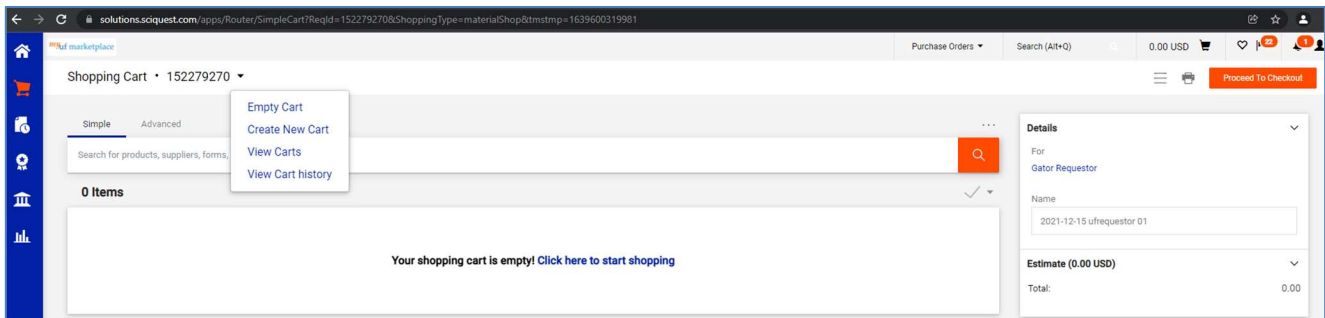 solutions.sciquest.com/apps/Router/SimpleCart?ReqId=152279270&ShoppingType=materialShop&tmstmp=1639600319981
myuf marketplace
Purchase Orders
Search (Alt+Q)
0.00 USD
22
1
Shopping Cart • 152279270
Proceed To Checkout
Empty Cart
Create New Cart
View Carts
View Cart history
Simple
Advanced
...
Search for products, suppliers, forms,
0 Items
Your shopping cart is empty! Click here to start shopping
Details
For
Gator Requestor
Name
2021-12-15 ufrequestor 01
Estimate (0.00 USD)
Total:
0.00